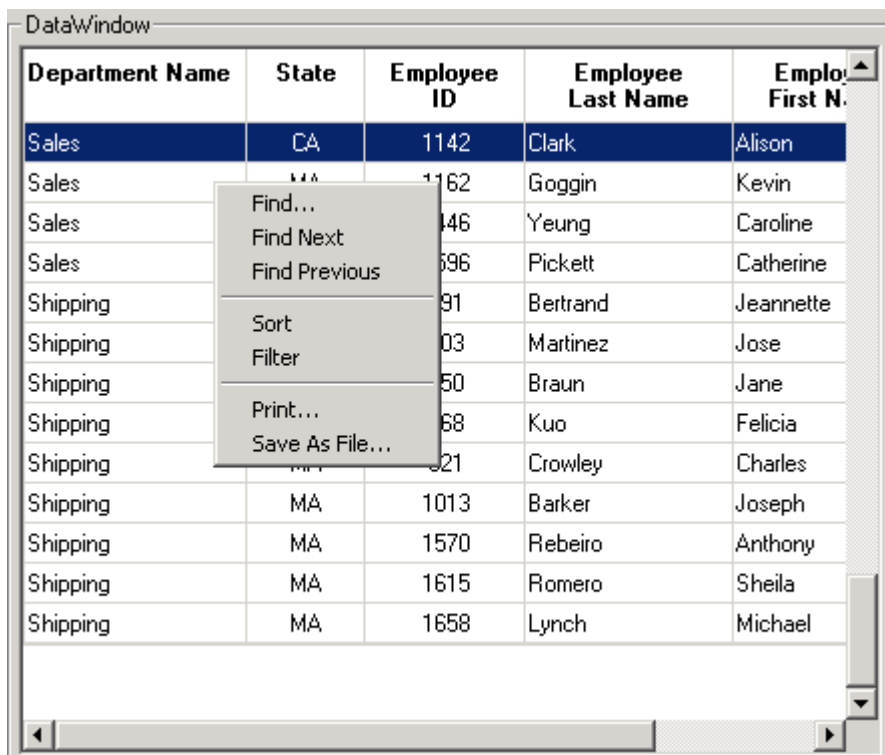 DataWindow
Department Name State Employee Employee
ID Last Name First
Sales CA 1142 Clark Alison
Sales MA 1162 Goggin Kevin
Sales Yeung Caroline
Sales Pickett Catherine
Shipping Bertrand Jeannette
Shipping Martinez Jose
Shipping Braun Jane
Shipping Kuo Felicia
Shipping MA Crowley Charles
Shipping MA 1013 Barker Joseph
Shipping MA 1570 Rebeiro Anthony
Shipping MA 1615 Romero Sheila
Shipping MA 1658 Lynch Michael
Find...
Find Next
Find Previous
Sort
Filter
Print...
Save As File...